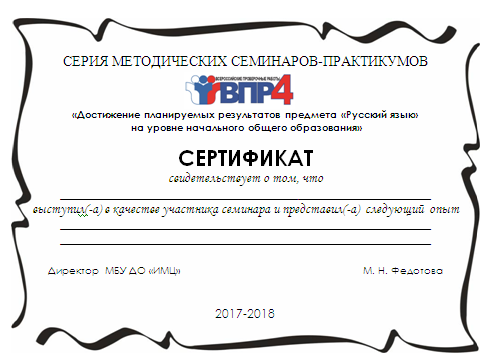 СЕРИЯ МЕТОДИЧЕСКИХ СЕМИНАРОВ-ПРАКТИКУМОВ
ВСЕРОССИЙСКИЕ ПРОВЕРОЧНЫЕ РАБОТЫ
ВПР4
«Достижение планируемых результатов предмета «Русский язык»
на уровне начального общего образования»
СЕРТИФИКАТ
свидетельствует о том, что
выступил(-а) в качестве участника семинара и представил(-а) следующий опыт
Директор МБУ ДО «ИМЦ» М. Н. Федотова
2017-2018